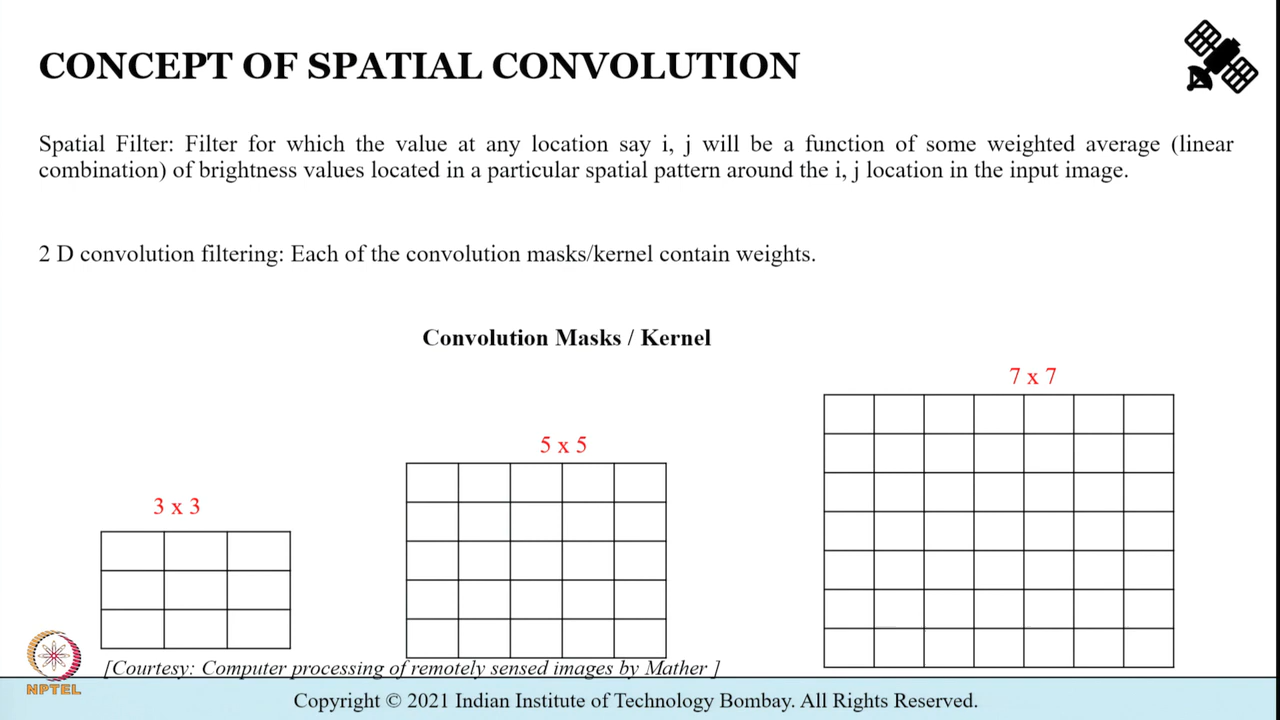 CONCEPT OF SPATIAL CONVOLUTION
Spatial Filter: Filter for which the value at any location say i, j will be a function of some weighted average (linear
combination) of brightness values located in a particular spatial pattern around the i, j location in the input image.
2 D convolution filtering: Each of the convolution masks/kernel contain weights.
Convolution Masks / Kernel
7 x 7
5 x 5
3 x 3
[Courtesy: Computer processing of remotely sensed images by Mather ]
NPTEL
Copyright © 2021 Indian Institute of Technology Bombay. All Rights Reserved.